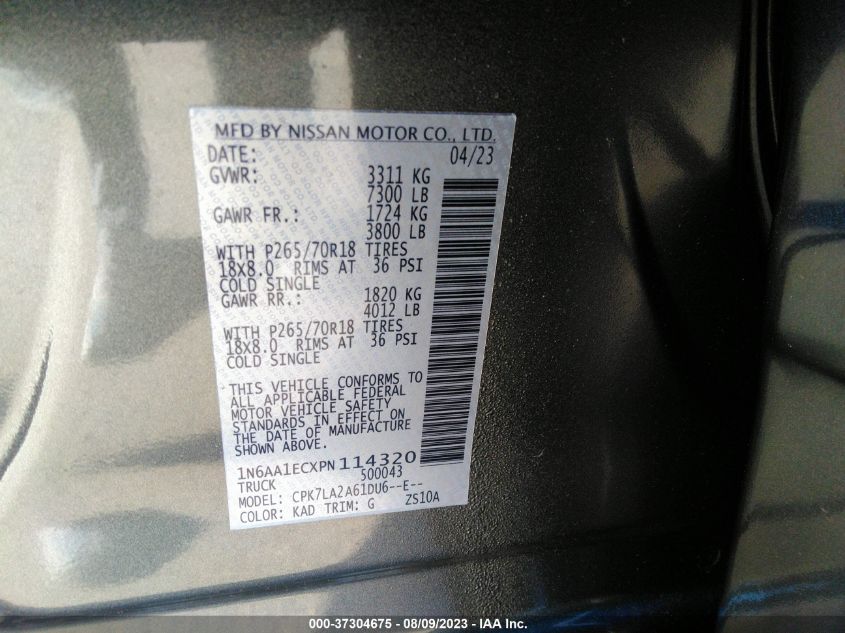 MFD BY NISSAN MOTOR CO., LTD.
DATE: 04/23
GVWR: 3311 KG
7300 LB
GAWR FR.: 1724 KG
3800 LB
WITH P265/70R18 TIRES
18X8.0 RIMS AT 36 PSI
COLD SINGLE
GAWR RR.: 1820 KG
4012 LB
WITH P265/70R18 TIRES
18X8.0 RIMS AT 36 PSI
COLD SINGLE
THIS VEHICLE CONFORMS TO
ALL APPLICABLE FEDERAL
MOTOR VEHICLE SAFETY
STANDARDS IN EFFECT ON
THE DATE OF MANUFACTURE
SHOWN ABOVE.
1N6AA1ECXPN114320
TRUCK 500043
MODEL: CPK7LA2A61DU6--E--
COLOR: KAD TRIM: G ZS10A
000-37304675 - 08/09/2023 - IAA Inc.